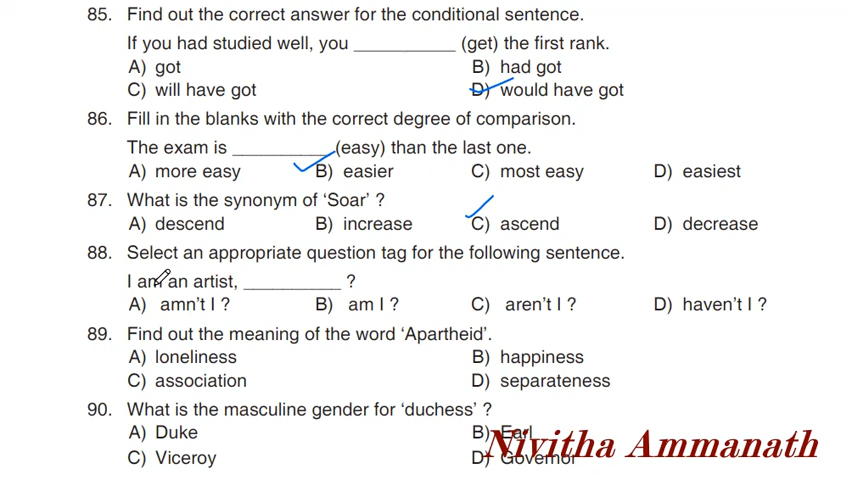 85. Find out the correct answer for the conditional sentence.
If you had studied well, you ___________ (get) the first rank.
A) got B) had got
C) will have got D) would have got
86. Fill in the blanks with the correct degree of comparison.
The exam is ___________ (easy) than the last one.
A) more easy B) easier C) most easy D) easiest
87. What is the synonym of ‘Soar’ ?
A) descend B) increase C) ascend D) decrease
88. Select an appropriate question tag for the following sentence.
I am an artist, __________ ?
A) amn’t I ? B) am I ? C) aren’t I ? D) haven’t I ?
89. Find out the meaning of the word ‘Apartheid’.
A) loneliness B) happiness
C) association D) separateness
90. What is the masculine gender for ‘duchess’ ?
A) Duke B) Earl
Nivitha Ammanath
C) Viceroy D) Governor